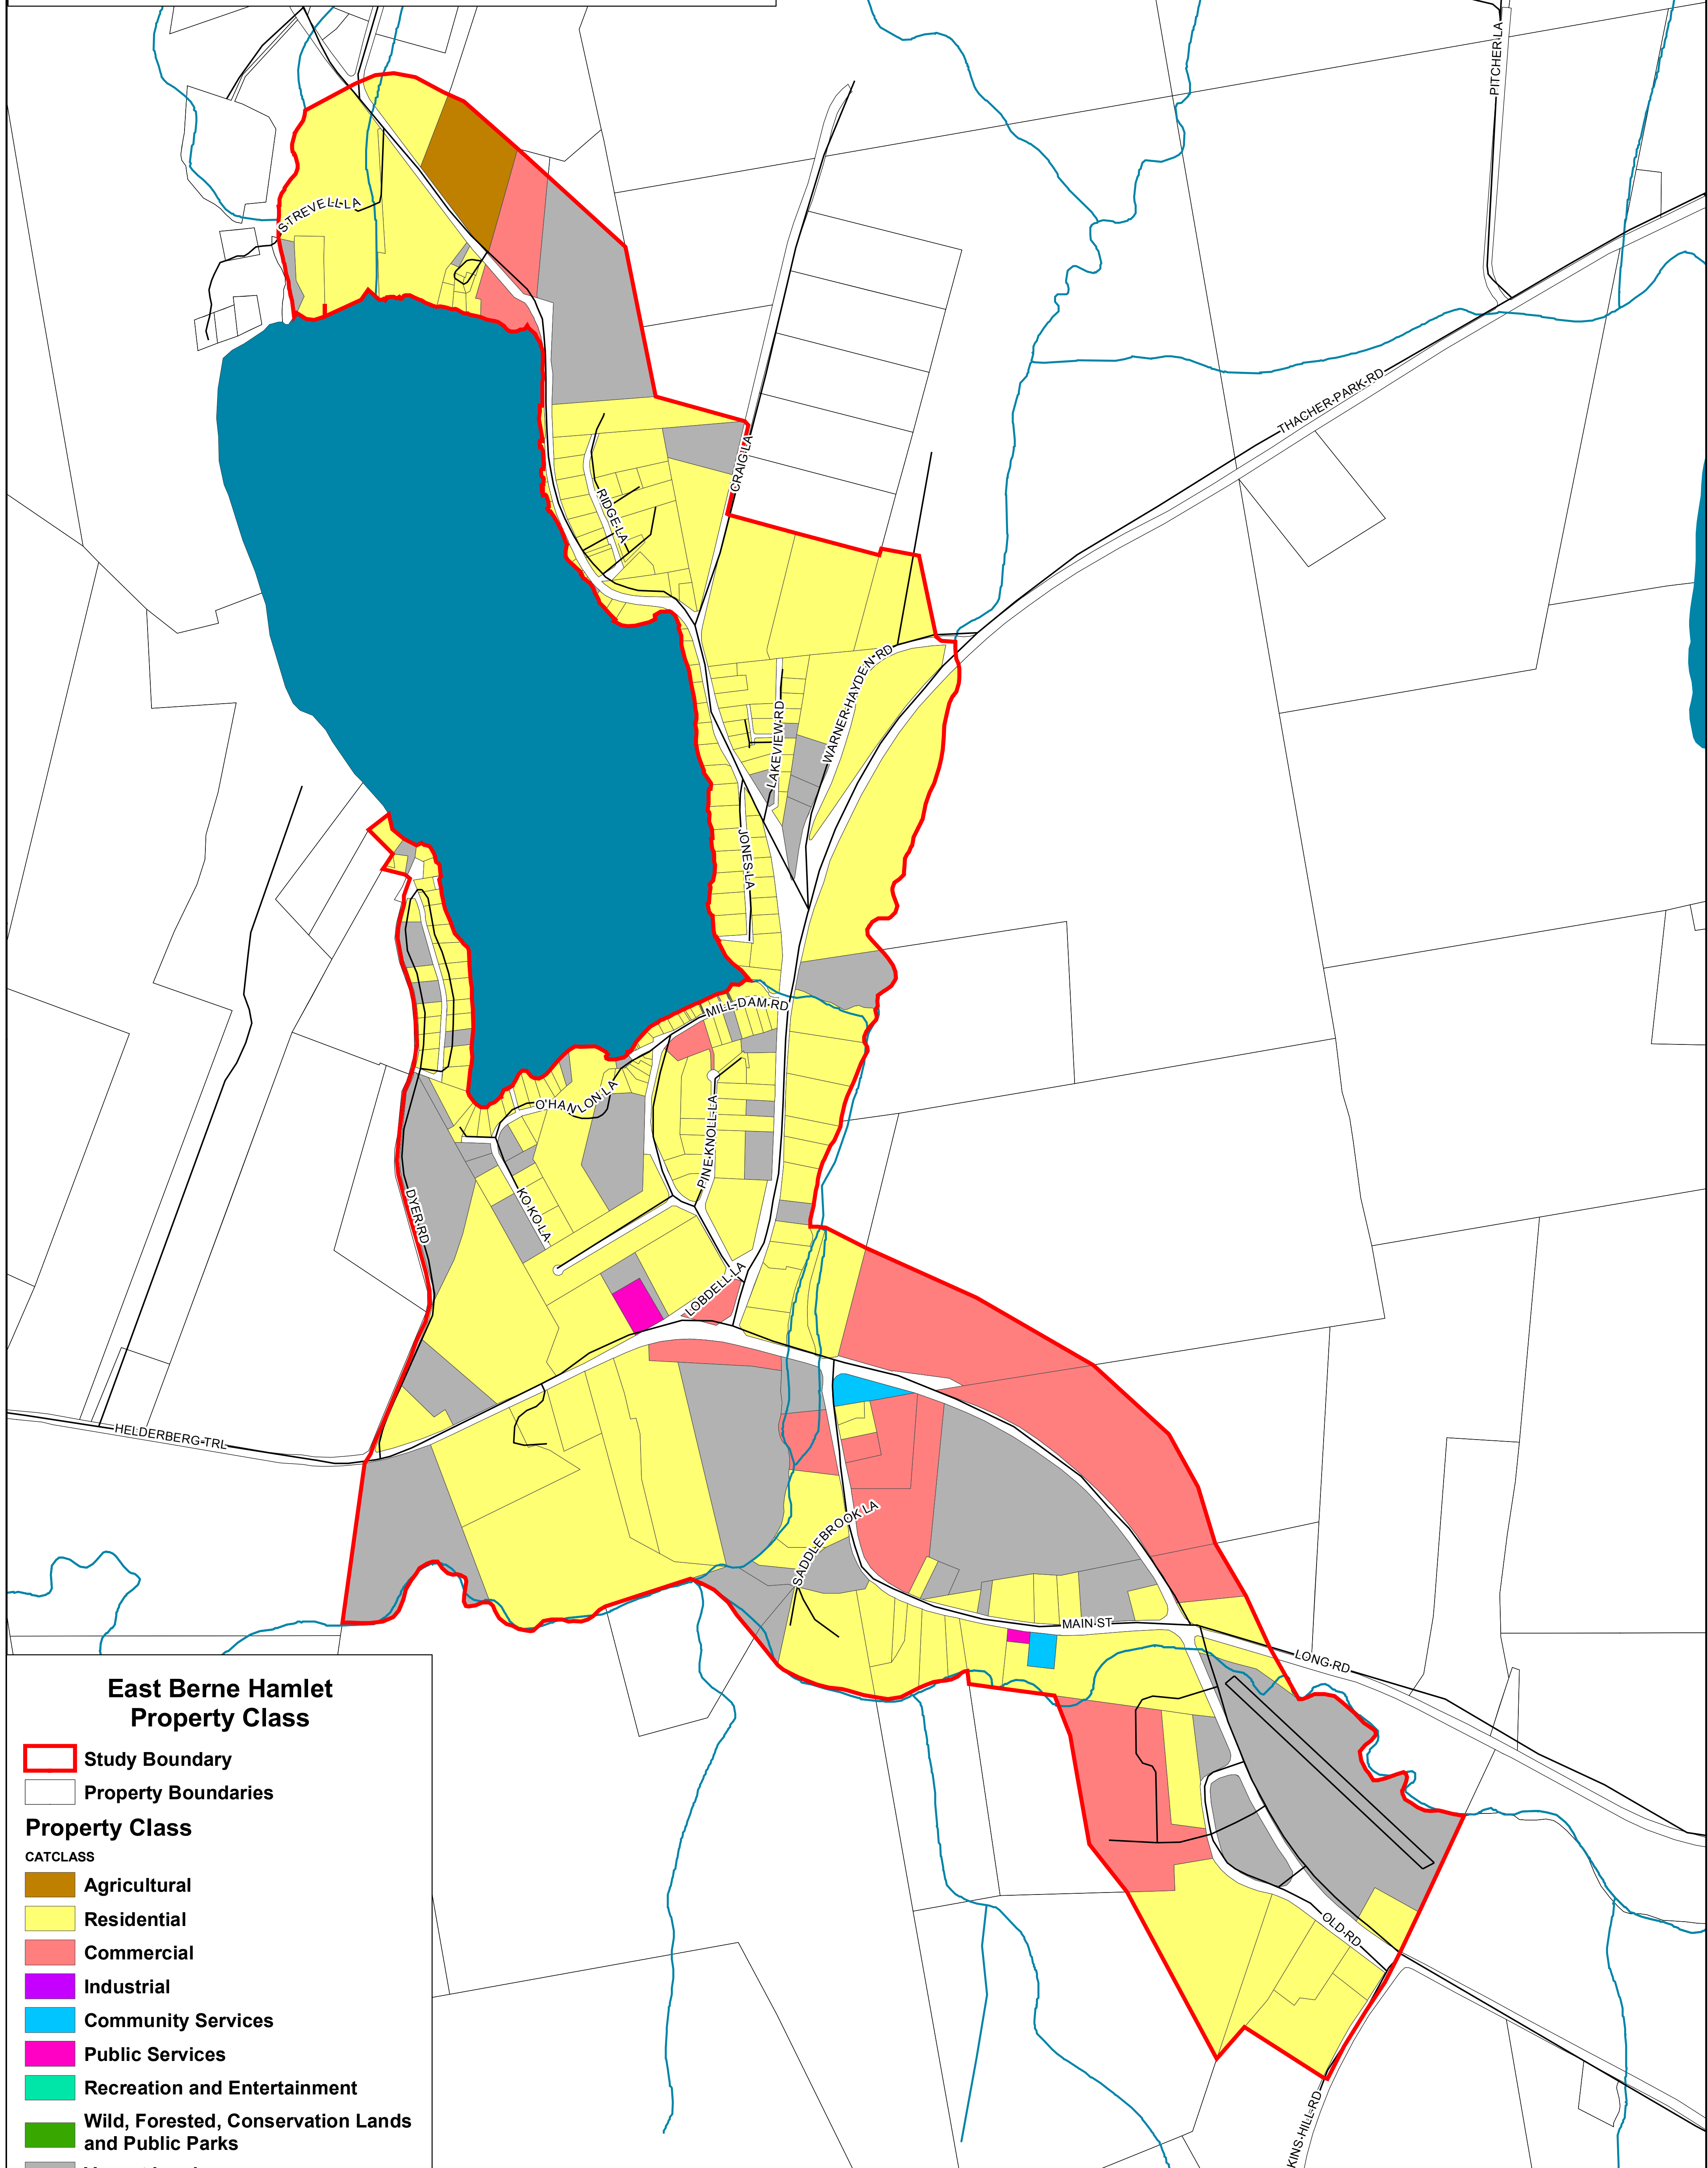 PITCHER LA
STREVELL LA
THACHER PARK RD
CRAIG LA
RIDGE LA
WARNER HAYDEN RD
LAKEVIEW RD
JONES LA
MILL DAM RD
O'HANLON LA
PINE KNOLL LA
KO KO LA
DYER RD
LOBDELL LA
HELDERBERG TRL
SADDLEBROOK LA
MAIN ST
LONG RD
OLD RD
KINS HILL RD
East Berne Hamlet
Property Class
Study Boundary
Property Boundaries
Property Class
CATCLASS
Agricultural
Residential
Commercial
Industrial
Community Services
Public Services
Recreation and Entertainment
Wild, Forested, Conservation Lands
and Public Parks